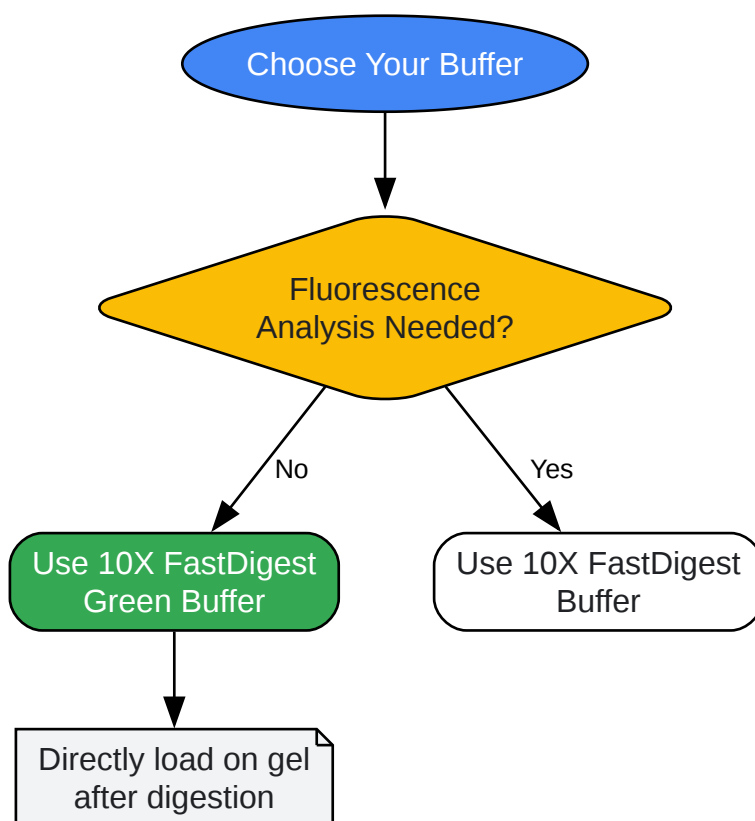 Choose Your Buffer
Fluorescence
Analysis Needed?
No
Yes
Use 10X FastDigest
Green Buffer
Use 10X FastDigest
Buffer
Directly load on gel
after digestion